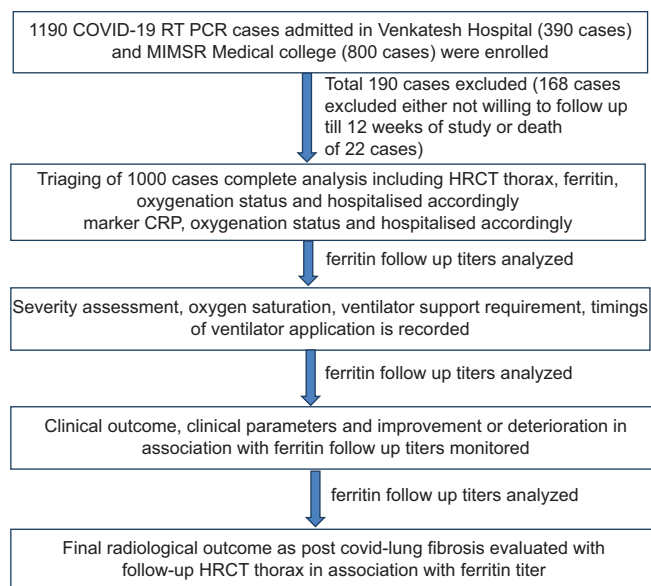 1190 COVID-19 RT PCR cases admitted in Venkatesh Hospital (390 cases)
and MIMSR Medical college (800 cases) were enrolled
Total 190 cases excluded (168 cases
excluded either not willing to follow up
till 12 weeks of study or death
of 22 cases)
Triaging of 1000 cases complete analysis including HRCT thorax, ferritin,
oxygenation status and hospitalised accordingly
marker CRP, oxygenation status and hospitalised accordingly
ferritin follow up titers analyzed
Severity assessment, oxygen saturation, ventilator support requirement, timings
of ventilator application is recorded
ferritin follow up titers analyzed
Clinical outcome, clinical parameters and improvement or deterioration in
association with ferritin follow up titers monitored
ferritin follow up titers analyzed
Final radiological outcome as post covid-lung fibrosis evaluated with
follow-up HRCT thorax in association with ferritin titer